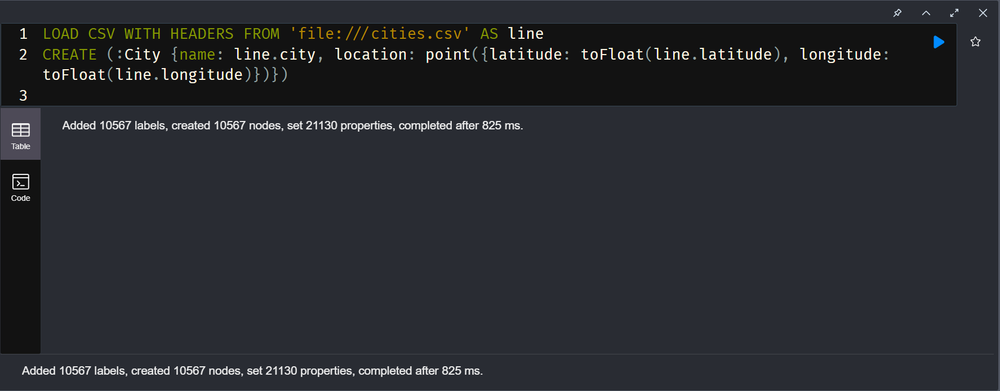 1 LOAD CSV WITH HEADERS FROM 'file:///cities.csv' AS line
2 CREATE (:City {name: line.city, location: point({latitude: toFloat(line.latitude), longitude:
toFloat(line.longitude)})})
3
Added 10567 labels, created 10567 nodes, set 21130 properties, completed after 825 ms.
Table
Code
Added 10567 labels, created 10567 nodes, set 21130 properties, completed after 825 ms.